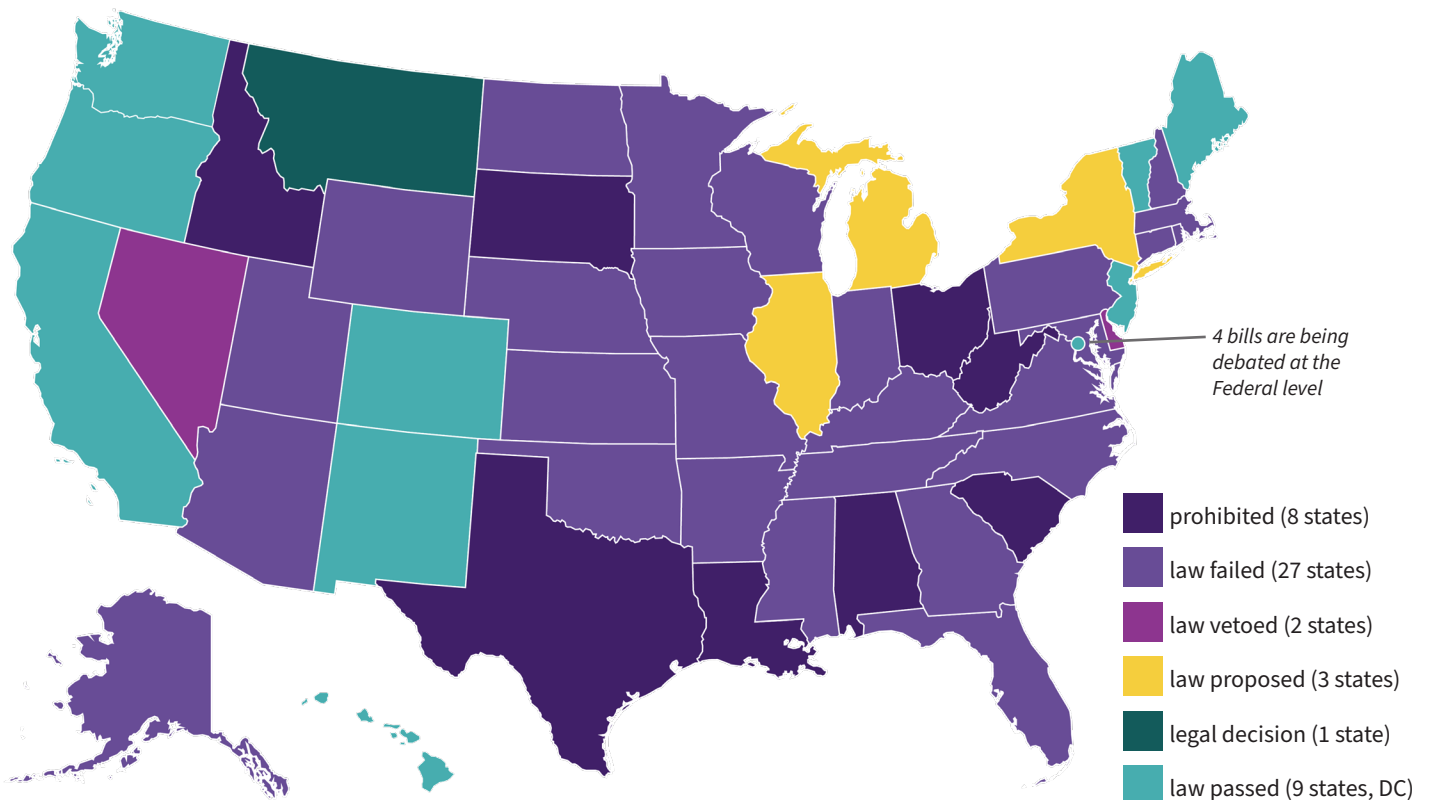 4 bills are being
debated at the
Federal level
prohibited (8 states)
law failed (27 states)
law vetoed (2 states)
law proposed (3 states)
legal decision (1 state)
law passed (9 states, DC)